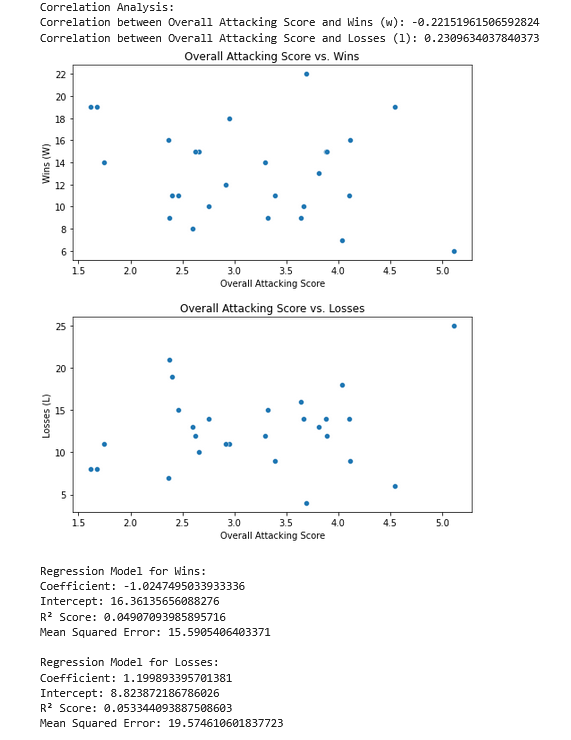 Correlation Analysis:
Correlation between Overall Attacking Score and Wins (w): -0.22151961506592824
Correlation between Overall Attacking Score and Losses (l): 0.2309634037840373
Overall Attacking Score vs. Wins
22
20
18
16
14
12
10
8
6
Wins (W)
1.5 2.0 2.5 3.0 3.5 4.0 4.5 5.0
Overall Attacking Score
Overall Attacking Score vs. Losses
25
20
15
10
5
Losses (L)
1.5 2.0 2.5 3.0 3.5 4.0 4.5 5.0
Overall Attacking Score
Regression Model for Wins:
Coefficient: -1.0247495033933336
Intercept: 16.36135656088276
R² Score: 0.04907093985895716
Mean Squared Error: 15.5905406403371
Regression Model for Losses:
Coefficient: 1.199893395701381
Intercept: 8.823872186786026
R² Score: 0.053344093887508603
Mean Squared Error: 19.574610601837723